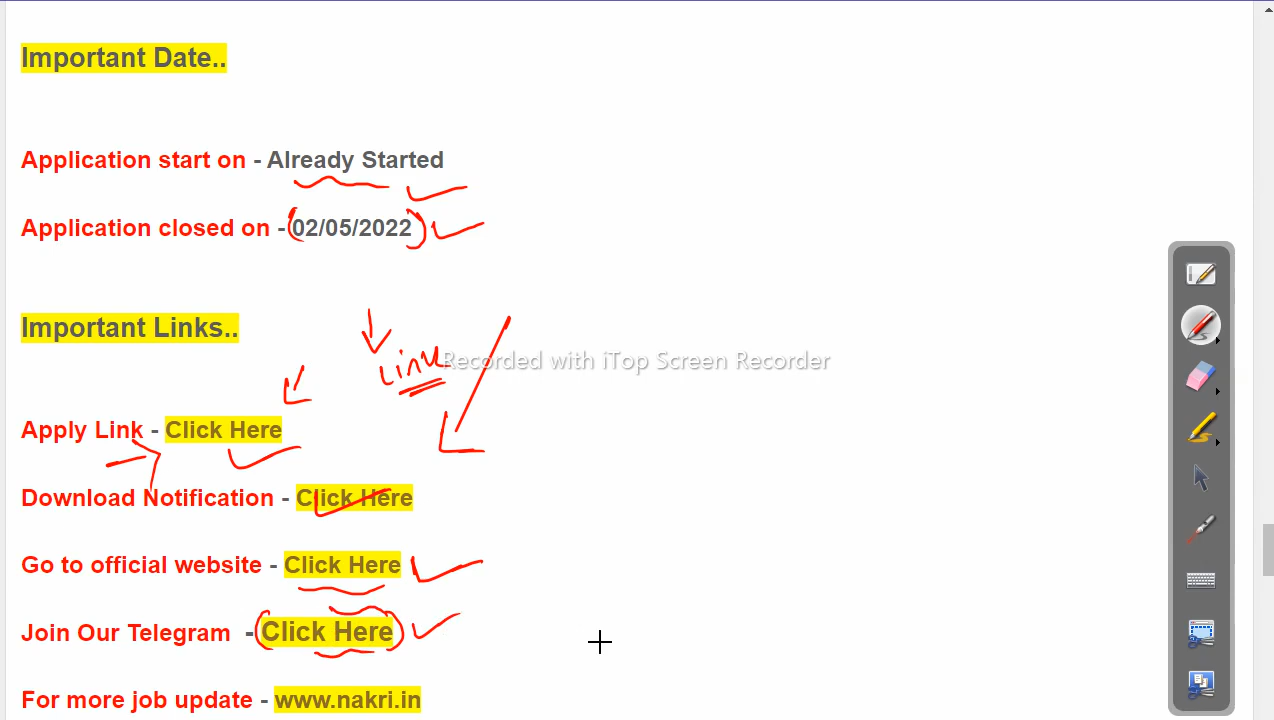 Important Date..
Application start on - Already Started
Application closed on - 02/05/2022
Important Links..
Link
Recorded with iTop Screen Recorder
Apply Link - Click Here
Download Notification - Click Here
Go to official website - Click Here
Join Our Telegram - Click Here
For more job update - www.nakri.in